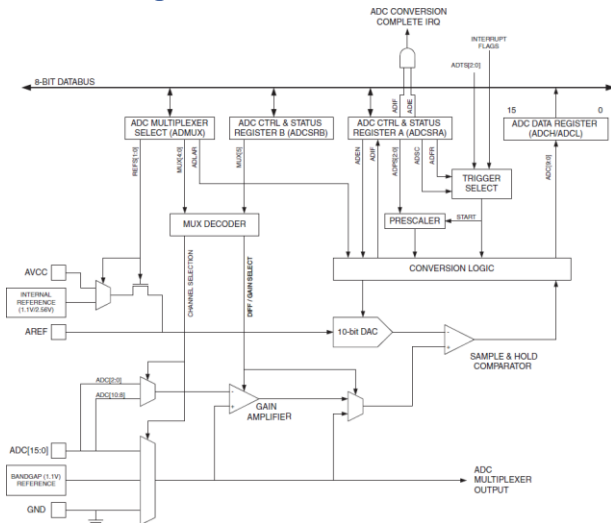 ADC CONVERSION
COMPLETE IRQ
INTERRUPT
FLAGS
ADTS[2:0]
8-BIT DATABUS
15
0
ADIF
ADIE
ADC MULTIPLEXER
SELECT (ADMUX)
ADC CTRL & STATUS
REGISTER B (ADCSRB)
ADC CTRL & STATUS
REGISTER A (ADCSRA)
ADC DATA REGISTER
(ADCH/ADCL)
REFS[1:0]
MUX[4:0]
ADLAR
MUX[5]
ADEN
ADIF
ADPS[2:0]
ADSC
ADFR
ADC[9:0]
TRIGGER
SELECT
MUX DECODER
PRESCALER
START
CHANNEL SELECTION
DIFF / GAIN SELECT
CONVERSION LOGIC
AVCC
INTERNAL
REFERENCE
(1.1V/2.56V)
AREF
10-bit DAC
-
+
SAMPLE & HOLD
COMPARATOR
ADC[2:0]
ADC[10:8]
-
+
GAIN
AMPLIFIER
ADC[15:0]
BANDGAP (1.1V)
REFERENCE
ADC
MULTIPLEXER
OUTPUT
GND